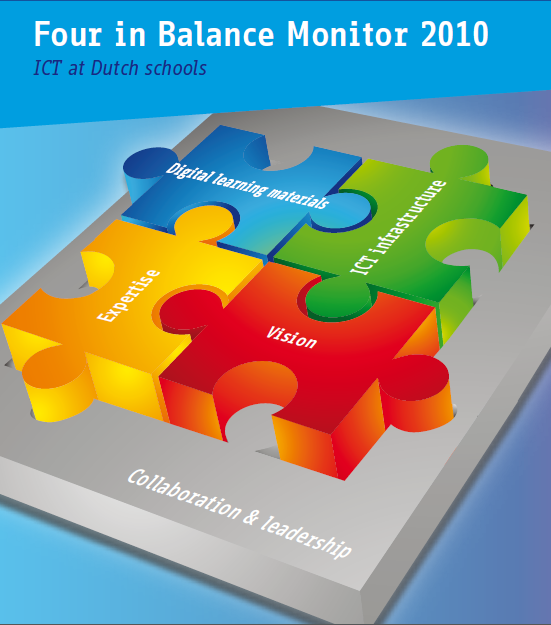 Four in Balance Monitor 2010
ICT at Dutch schools
Digital learning materials
ICT infrastructure
Expertise
Vision
Collaboration & leadership